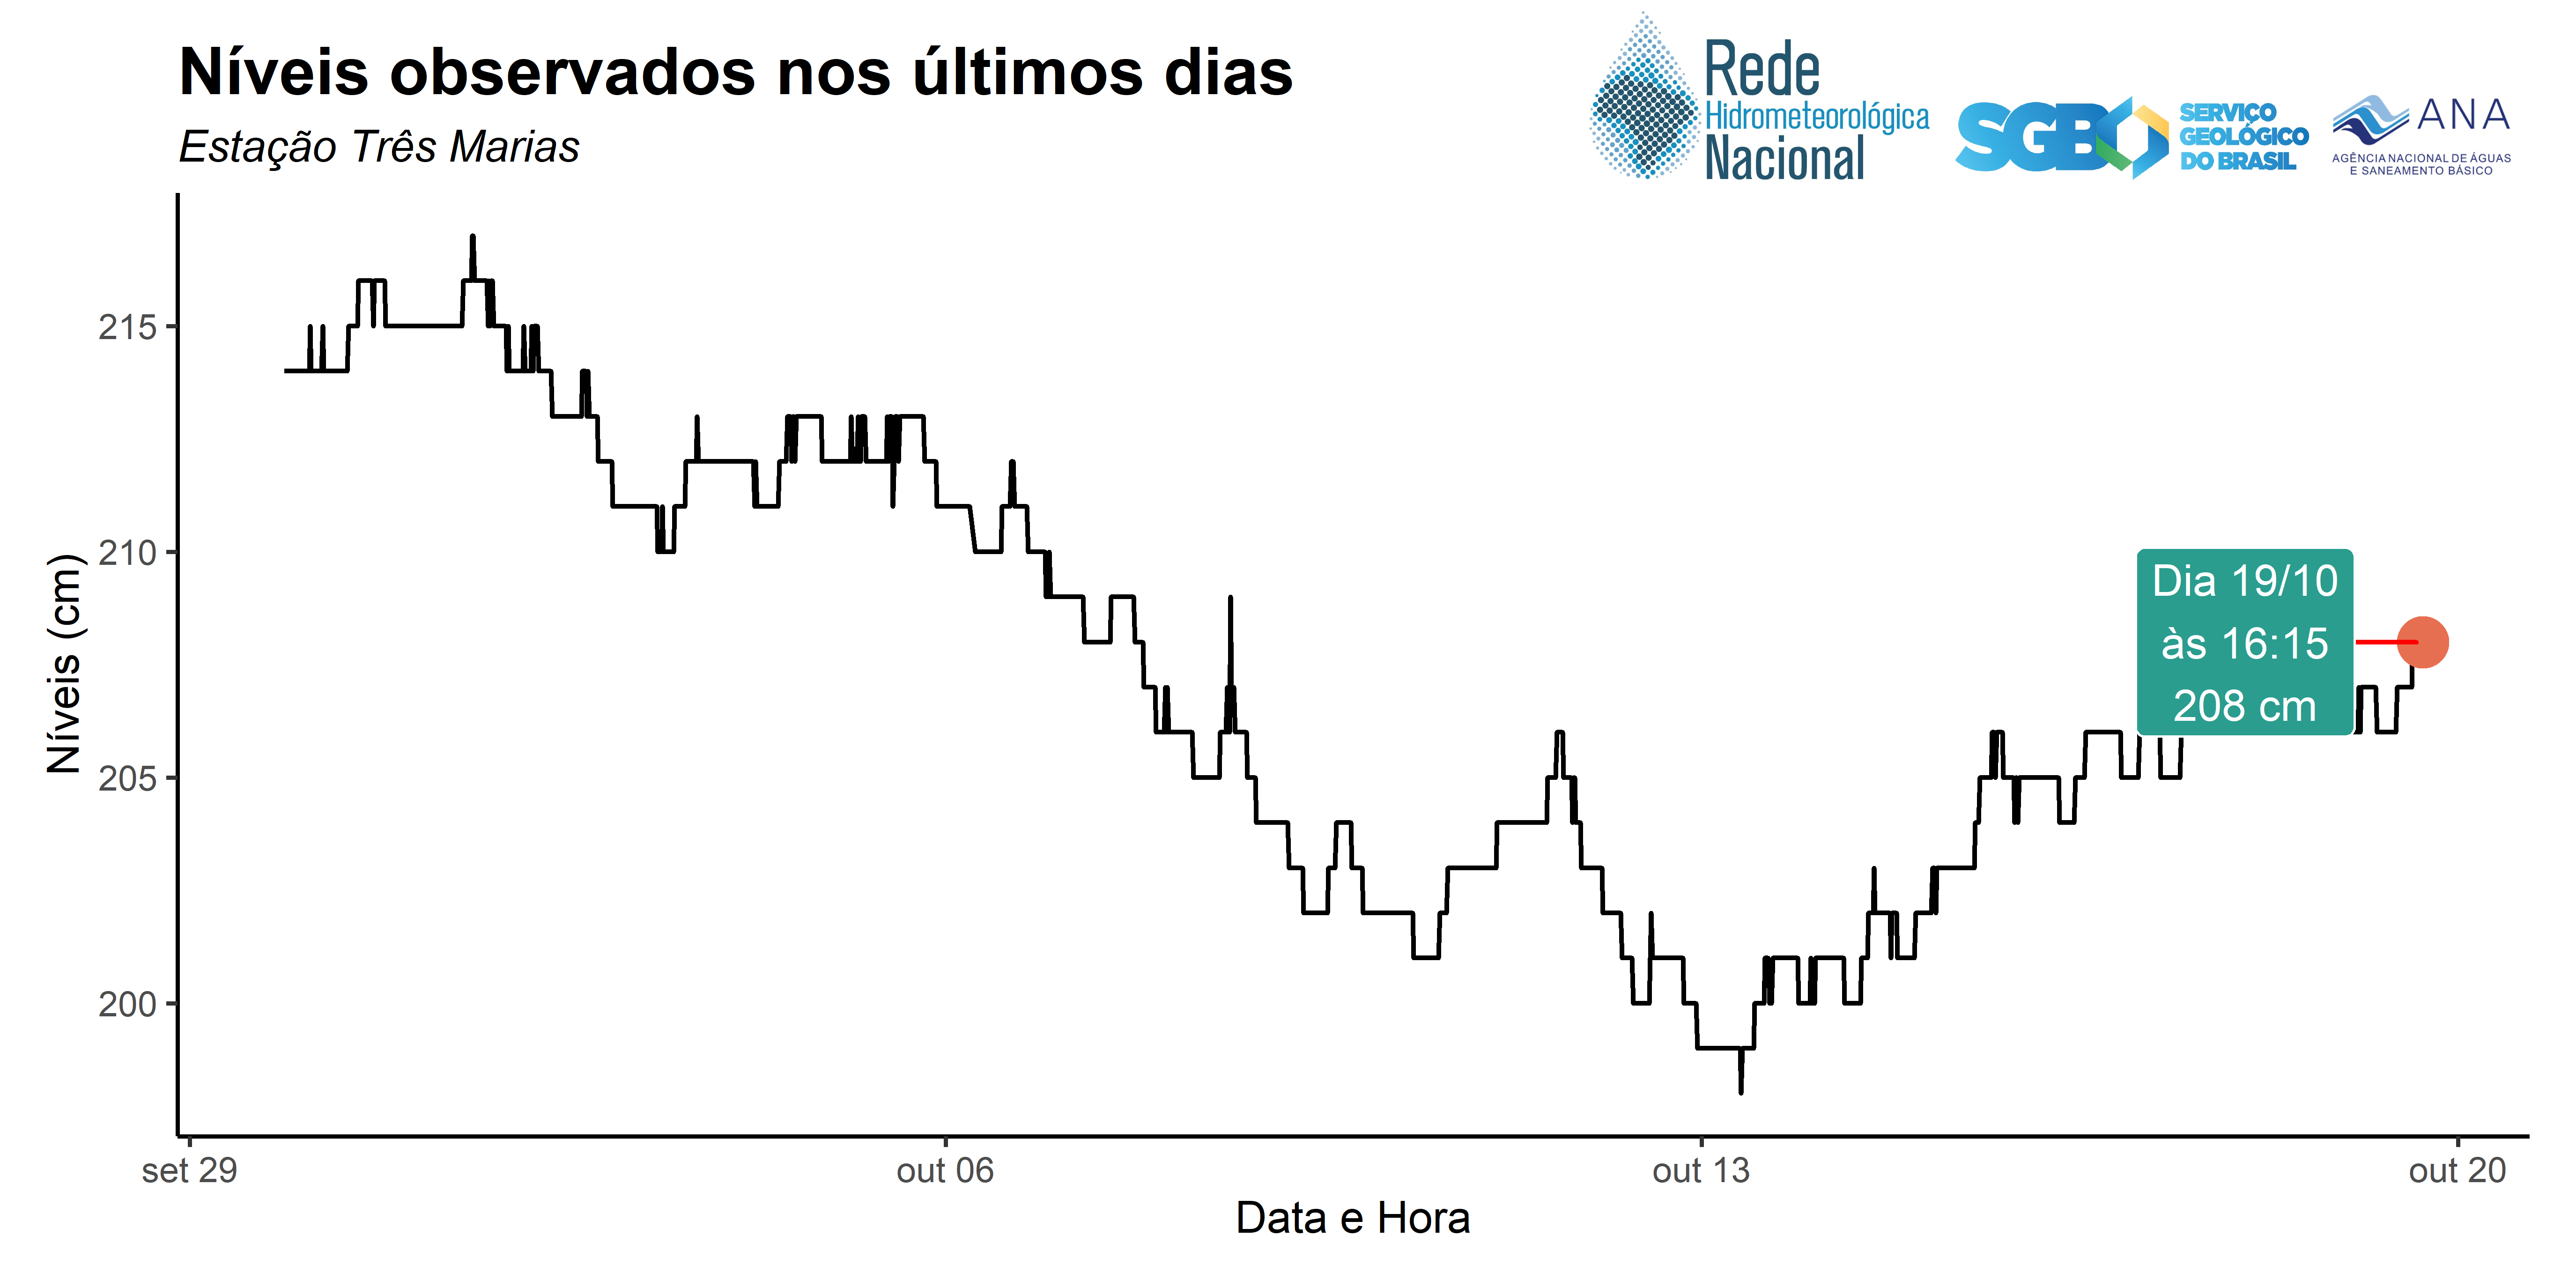 Níveis observados nos últimos dias
Estação Três Marias
Rede
Hidrometeorológica
Nacional
SGB
SERVIÇO
GEOLÓGICO
DO BRASIL
ANA
AGÊNCIA NACIONAL DE ÁGUAS
E SANEAMENTO BÁSICO
Níveis (cm)
215
210
205
200
Dia 19/10
às 16:15
208 cm
set 29
out 06
out 13
out 20
Data e Hora